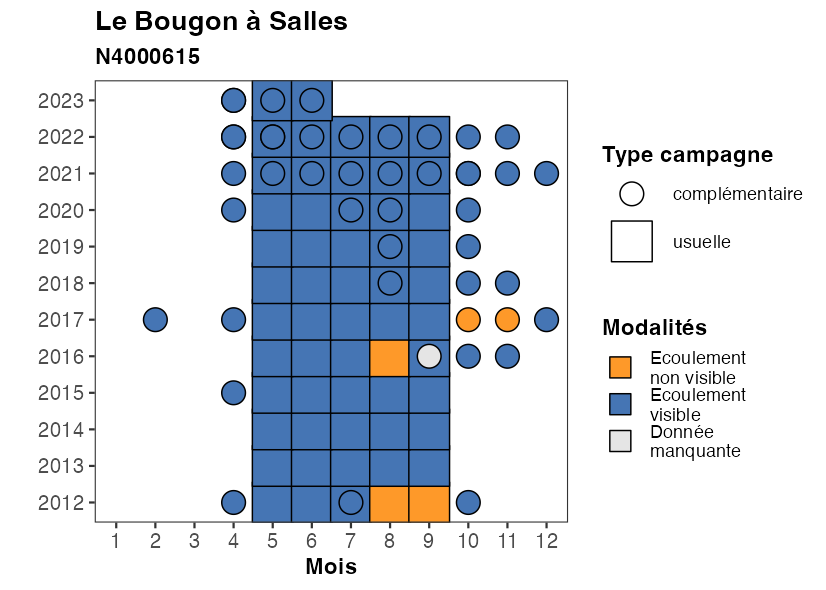 Le Bougon à Salles
N4000615
2023
2022
2021
2020
2019
2018
2017
2016
2015
2014
2013
2012
1 2 3 4 5 6 7 8 9 10 11 12
Mois
Type campagne
complémentaire
usuelle
Modalités
Ecoulement
non visible
Ecoulement
visible
Donnée
manquante